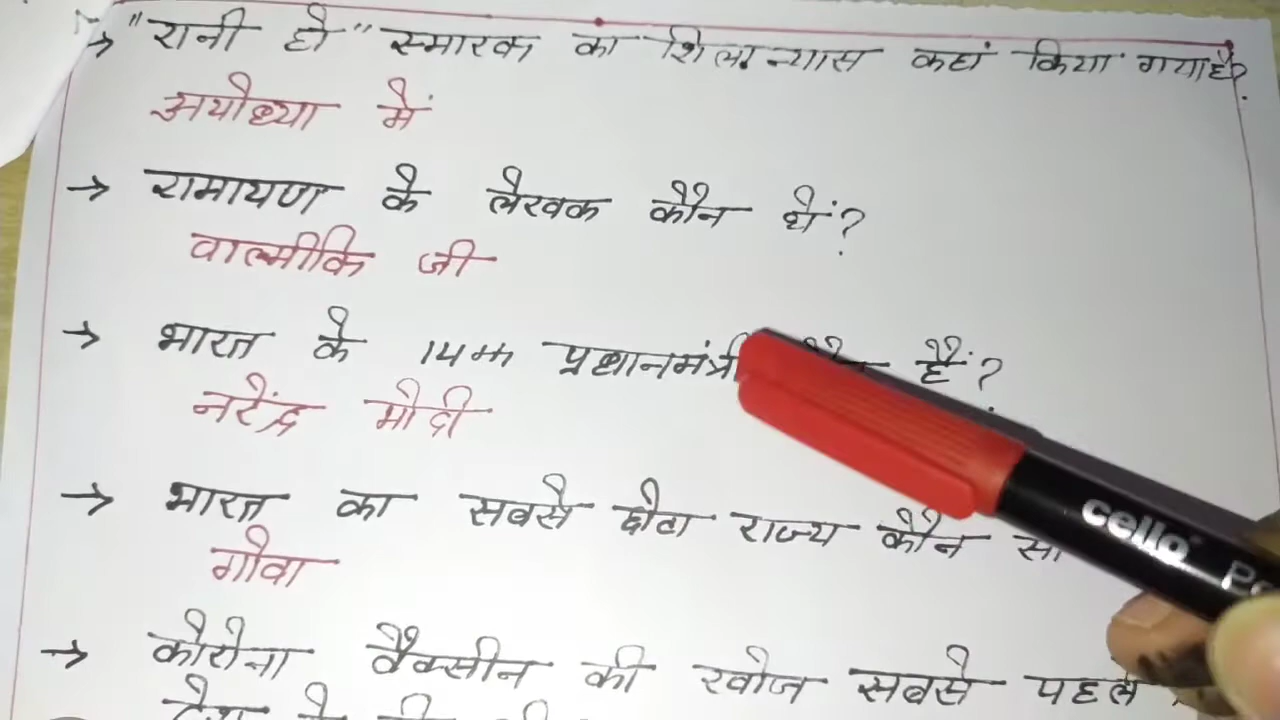 → "रानी हो" स्मारक का शिलान्यास कहां किया गया है?
अयोध्या में
→ रामायण के लेखक कौन थें?
वाल्मीकि जी
→ भारत के 14th प्रधानमंत्री हैं?
नरेंद्र मोदी
→ भारत का सबसे छोटा राज्य कौन सा
गोवा
→ कोरोना वैक्सीन की खोज सबसे पहले
cello